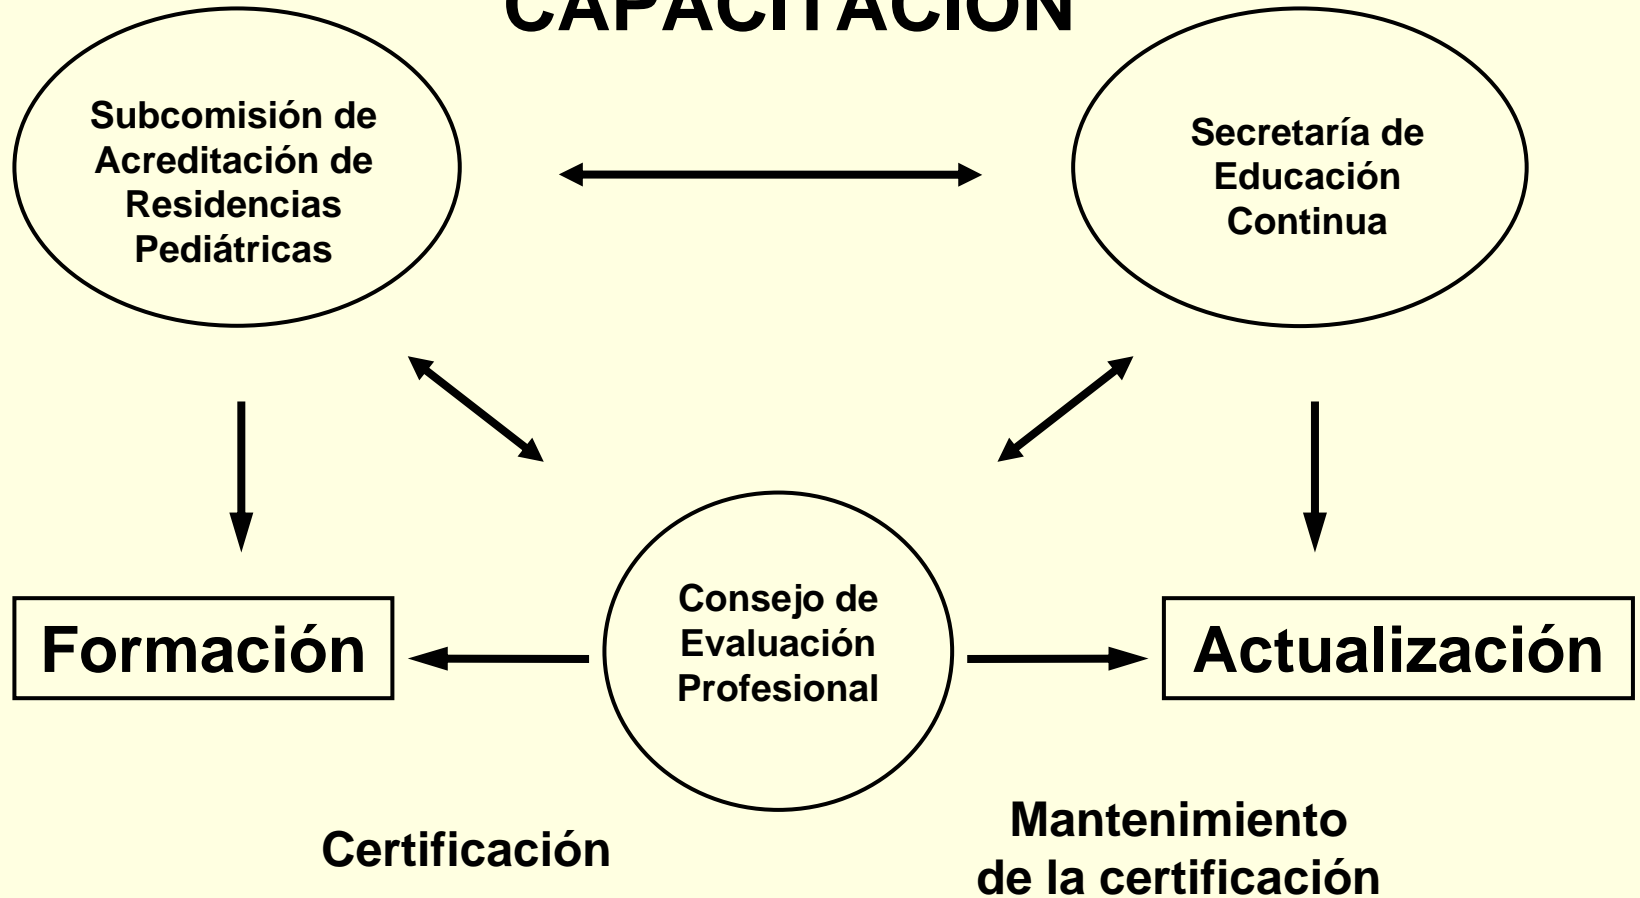 CAPACITACIÓN
Subcomisión de
Acreditación de
Residencias
Pediátricas
Secretaría de
Educación
Continua
Consejo de
Evaluación
Profesional
Formación
Actualización
Certificación
Mantenimiento
de la certificación